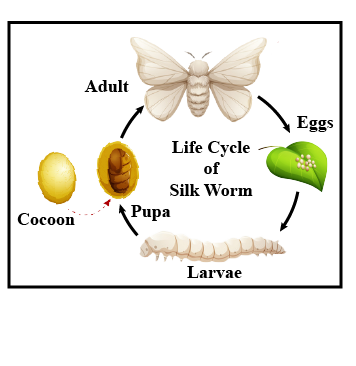 Adult
Eggs
Life Cycle
of
Silk Worm
Cocoon
Pupa
Larvae